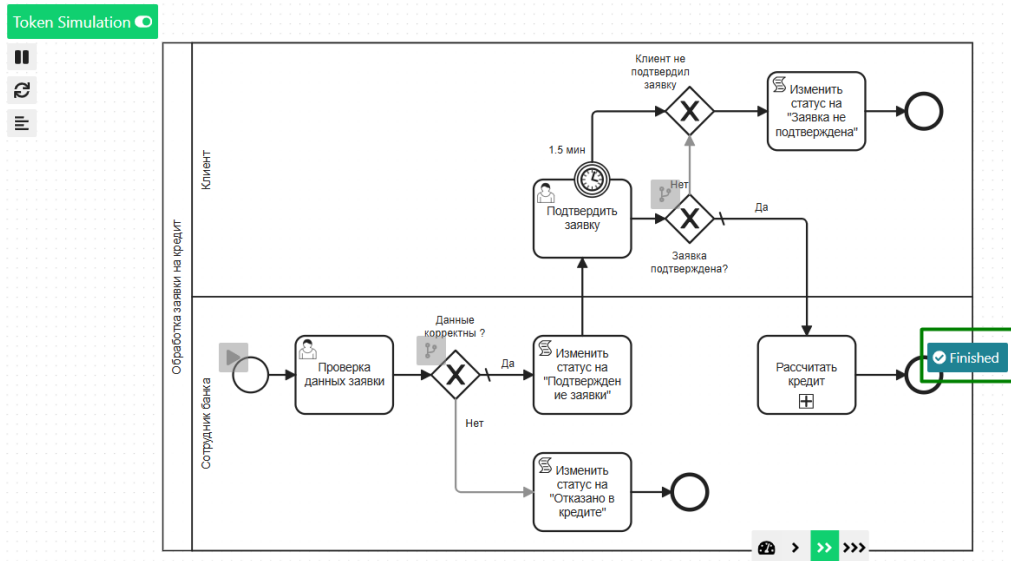 Token Simulation
Обработка заявки на кредит
Клиент
Клиент не
подтвердил
заявку
Изменить
статус на
"Заявка не
подтверждена"
1.5 мин
Подтвердить
заявку
Нет
Да
Заявка
подтверждена?
Сотрудник банка
Данные
корректны ?
Проверка
данных заявки
Да
Изменить
статус на
"Подтвержден
ие заявки"
Рассчитать
кредит
Finished
Нет
Изменить
статус на
"Отказано в
кредите"